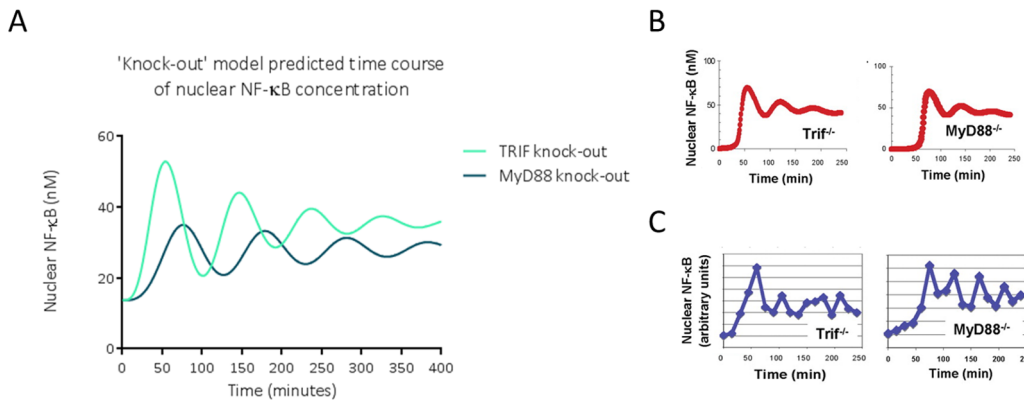 A
'Knock-out' model predicted time course
of nuclear NF-κB concentration
Nuclear NF-κB (nM)
60
40
20
0
0 50 100 150 200 250 300 350 400
Time (minutes)
TRIF knock-out
MyD88 knock-out
B
Nuclear NF-κB (nM)
100
50
0
0 50 100 150 200 250
Trif-/-
Time (min)
100
50
0
0 50 100 150 200 250
MyD88-/-
Time (min)
C
Nuclear NF-κB
(arbitrary units)
0 50 100 150 200 250
Trif-/-
Time (min)
0 50 100 150 200
MyD88-/-
Time (min)